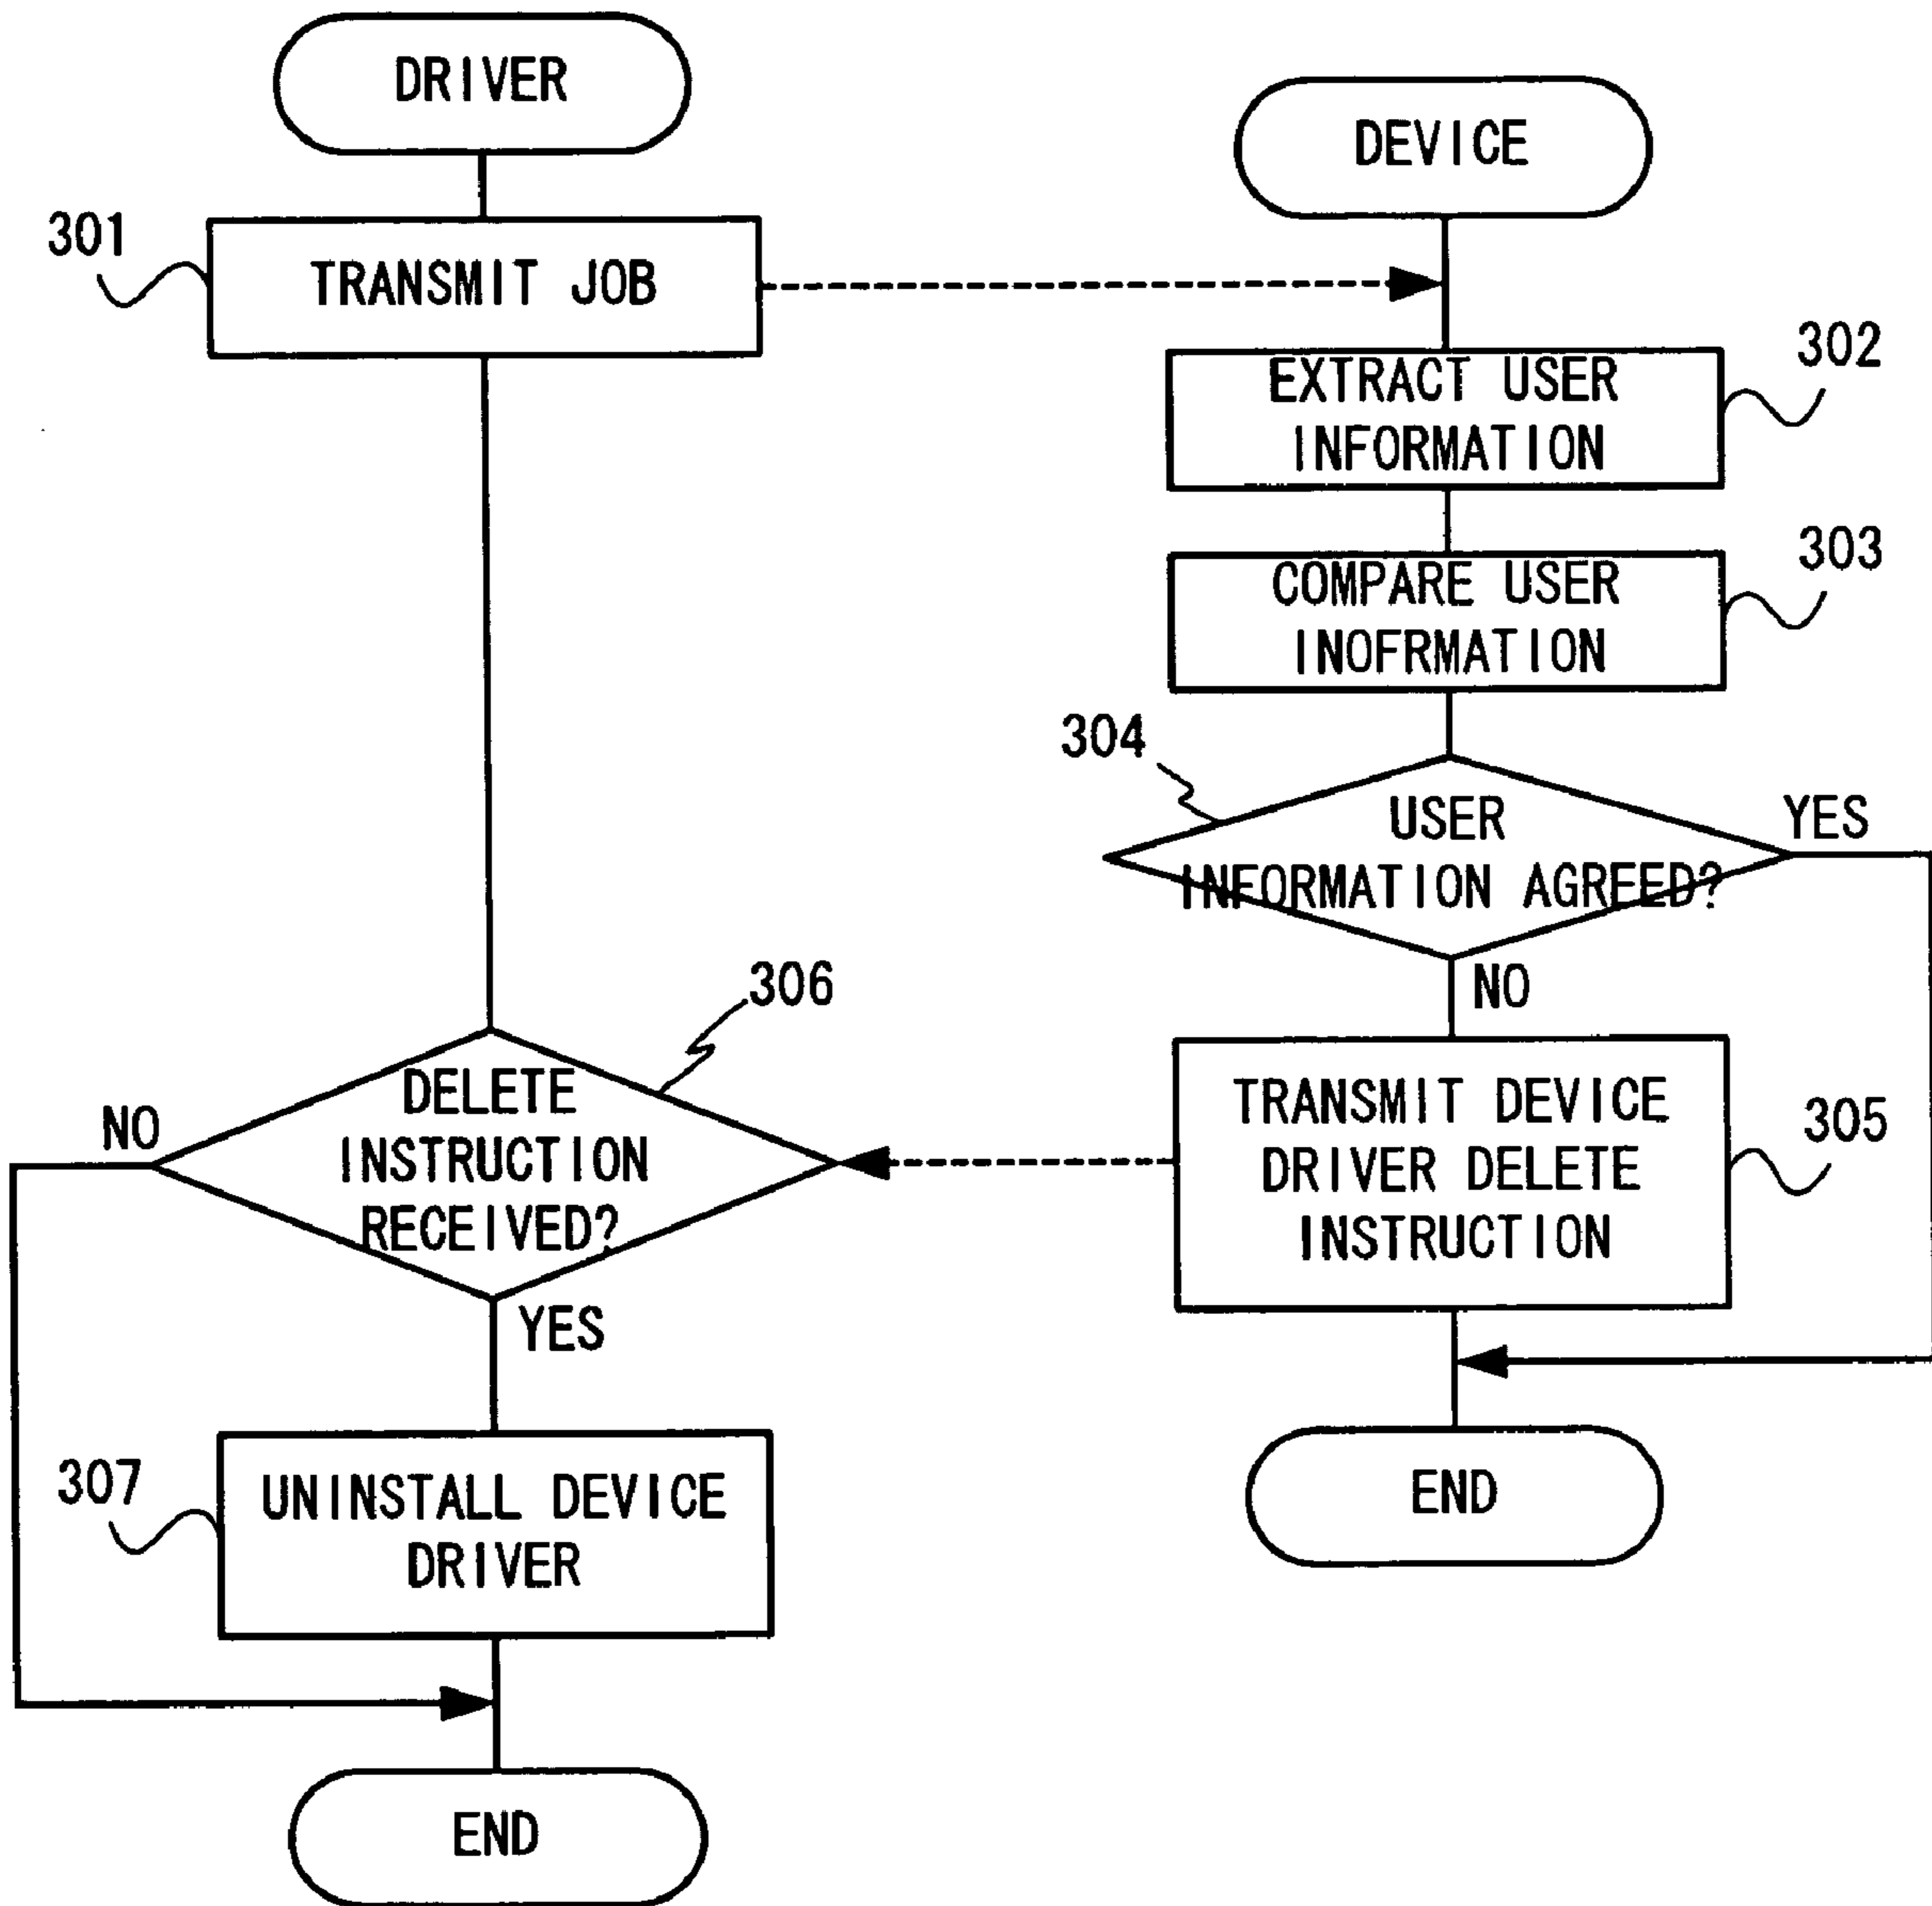 DRIVER
301
TRANSMIT JOB
DEVICE
302
EXTRACT USER
INFORMATION
303
COMPARE USER
INOFRMATION
304
USER
INFORMATION AGREED?
YES
NO
305
TRANSMIT DEVICE
DRIVER DELETE
INSTRUCTION
END
306
DELETE
INSTRUCTION
RECEIVED?
NO
YES
307
UNINSTALL DEVICE
DRIVER
END